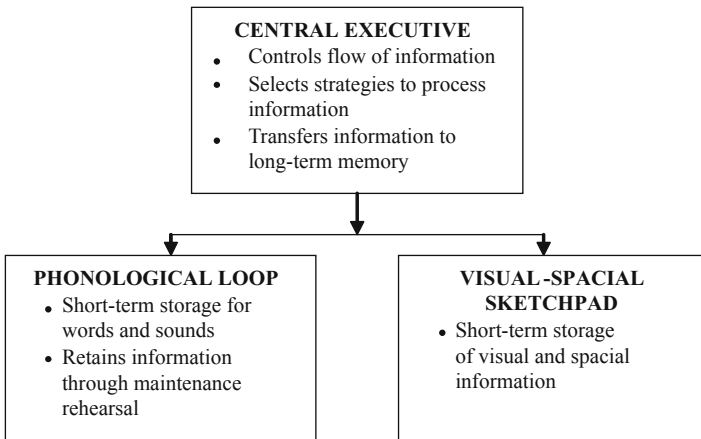 CENTRAL EXECUTIVE
• Controls flow of information
• Selects strategies to process
information
• Transfers information to
long-term memory
PHONOLOGICAL LOOP
• Short-term storage for
words and sounds
• Retains information
through maintenance
rehearsal
VISUAL -SPACIAL
SKETCHPAD
• Short-term storage
of visual and spacial
information